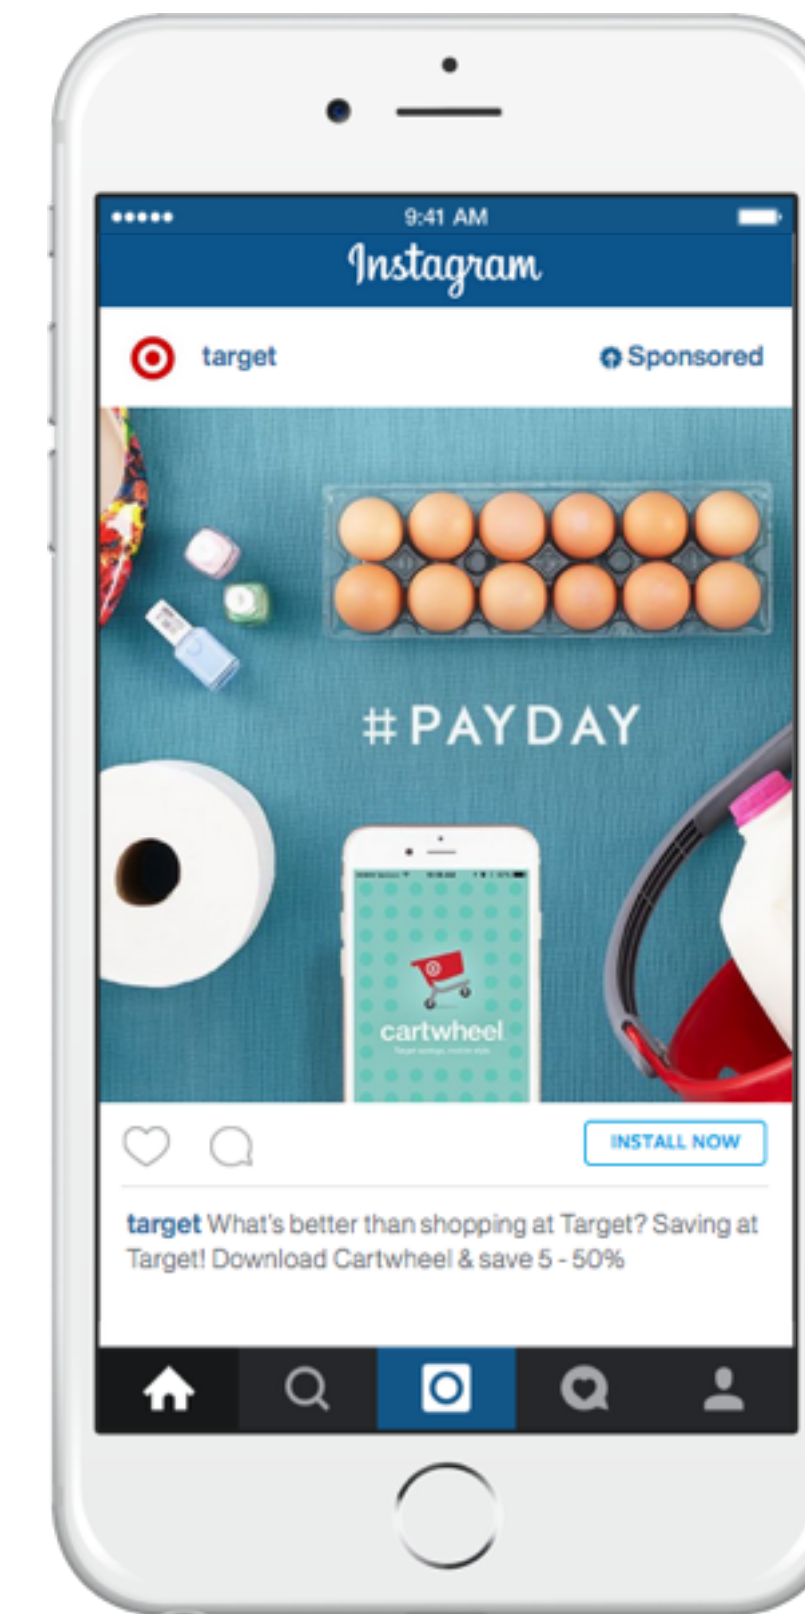 9:41 AM
Instagram
target
Sponsored
#PAYDAY
cartwheel
INSTALL NOW
target What's better than shopping at Target? Saving at
Target! Download Cartwheel & save 5 - 50%